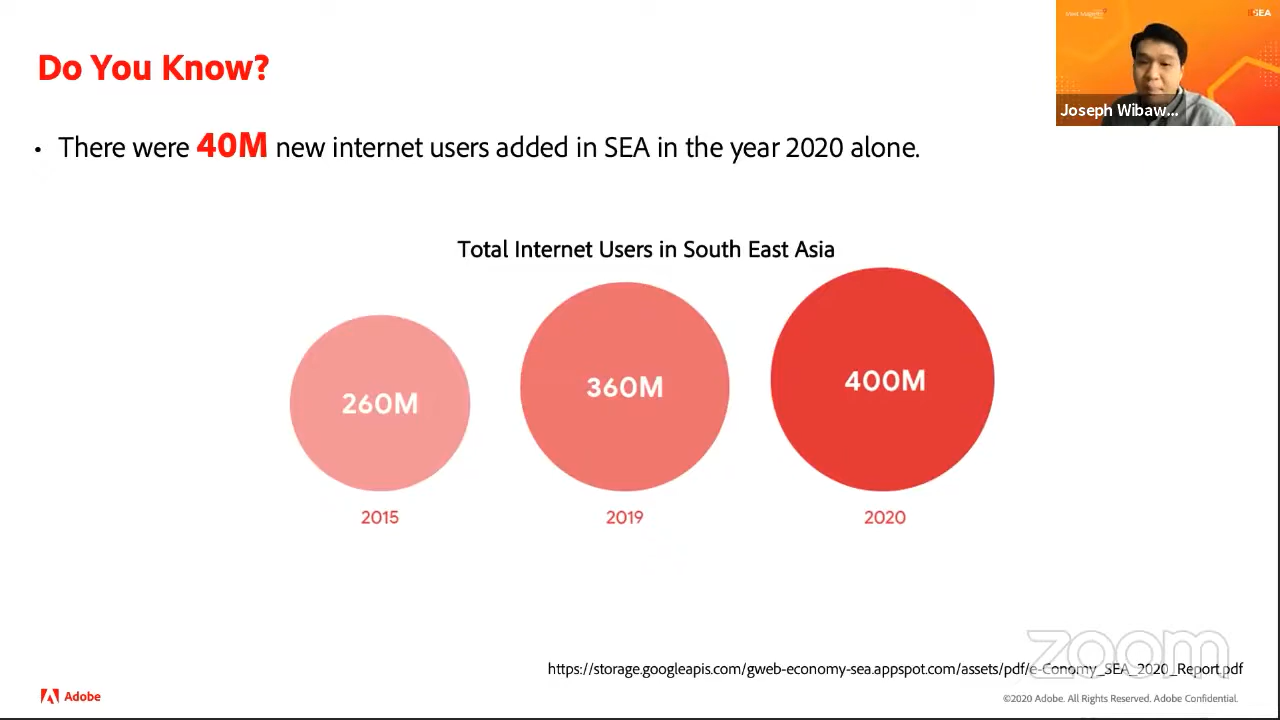 Do You Know?
• There were 40M new internet users added in SEA in the year 2020 alone.
Total Internet Users in South East Asia
260M
360M
400M
2015
2019
2020
SEA
Joseph Wibaw...
zoom
https://storage.googleapis.com/gweb-economy-sea.appspot.com/assets/pdf/e-Conomy_SEA_2020_Report.pdf
Adobe
©2020 Adobe. All Rights Reserved. Adobe Confidential.